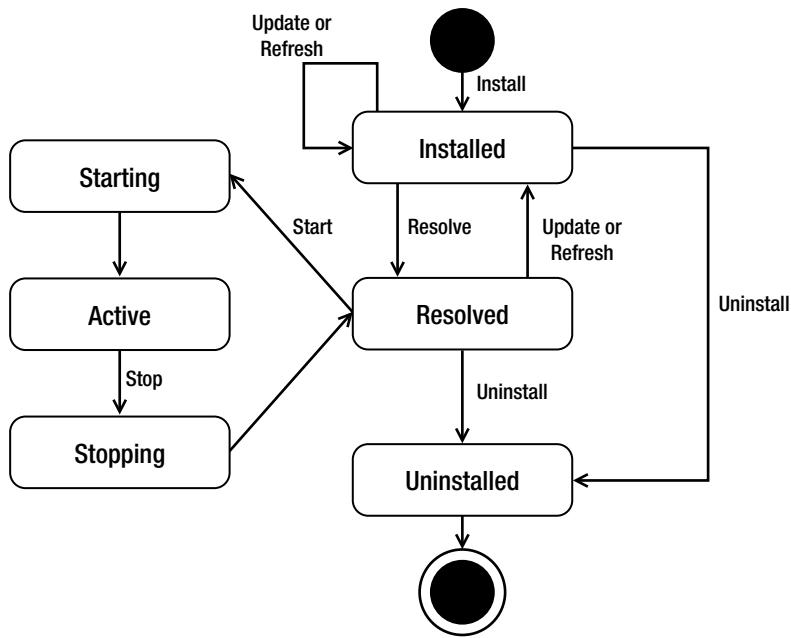 Update or
Refresh
Install
Installed
Starting
Start
Resolve
Update or
Refresh
Active
Resolved
Uninstall
Stop
Uninstall
Stopping
Uninstalled